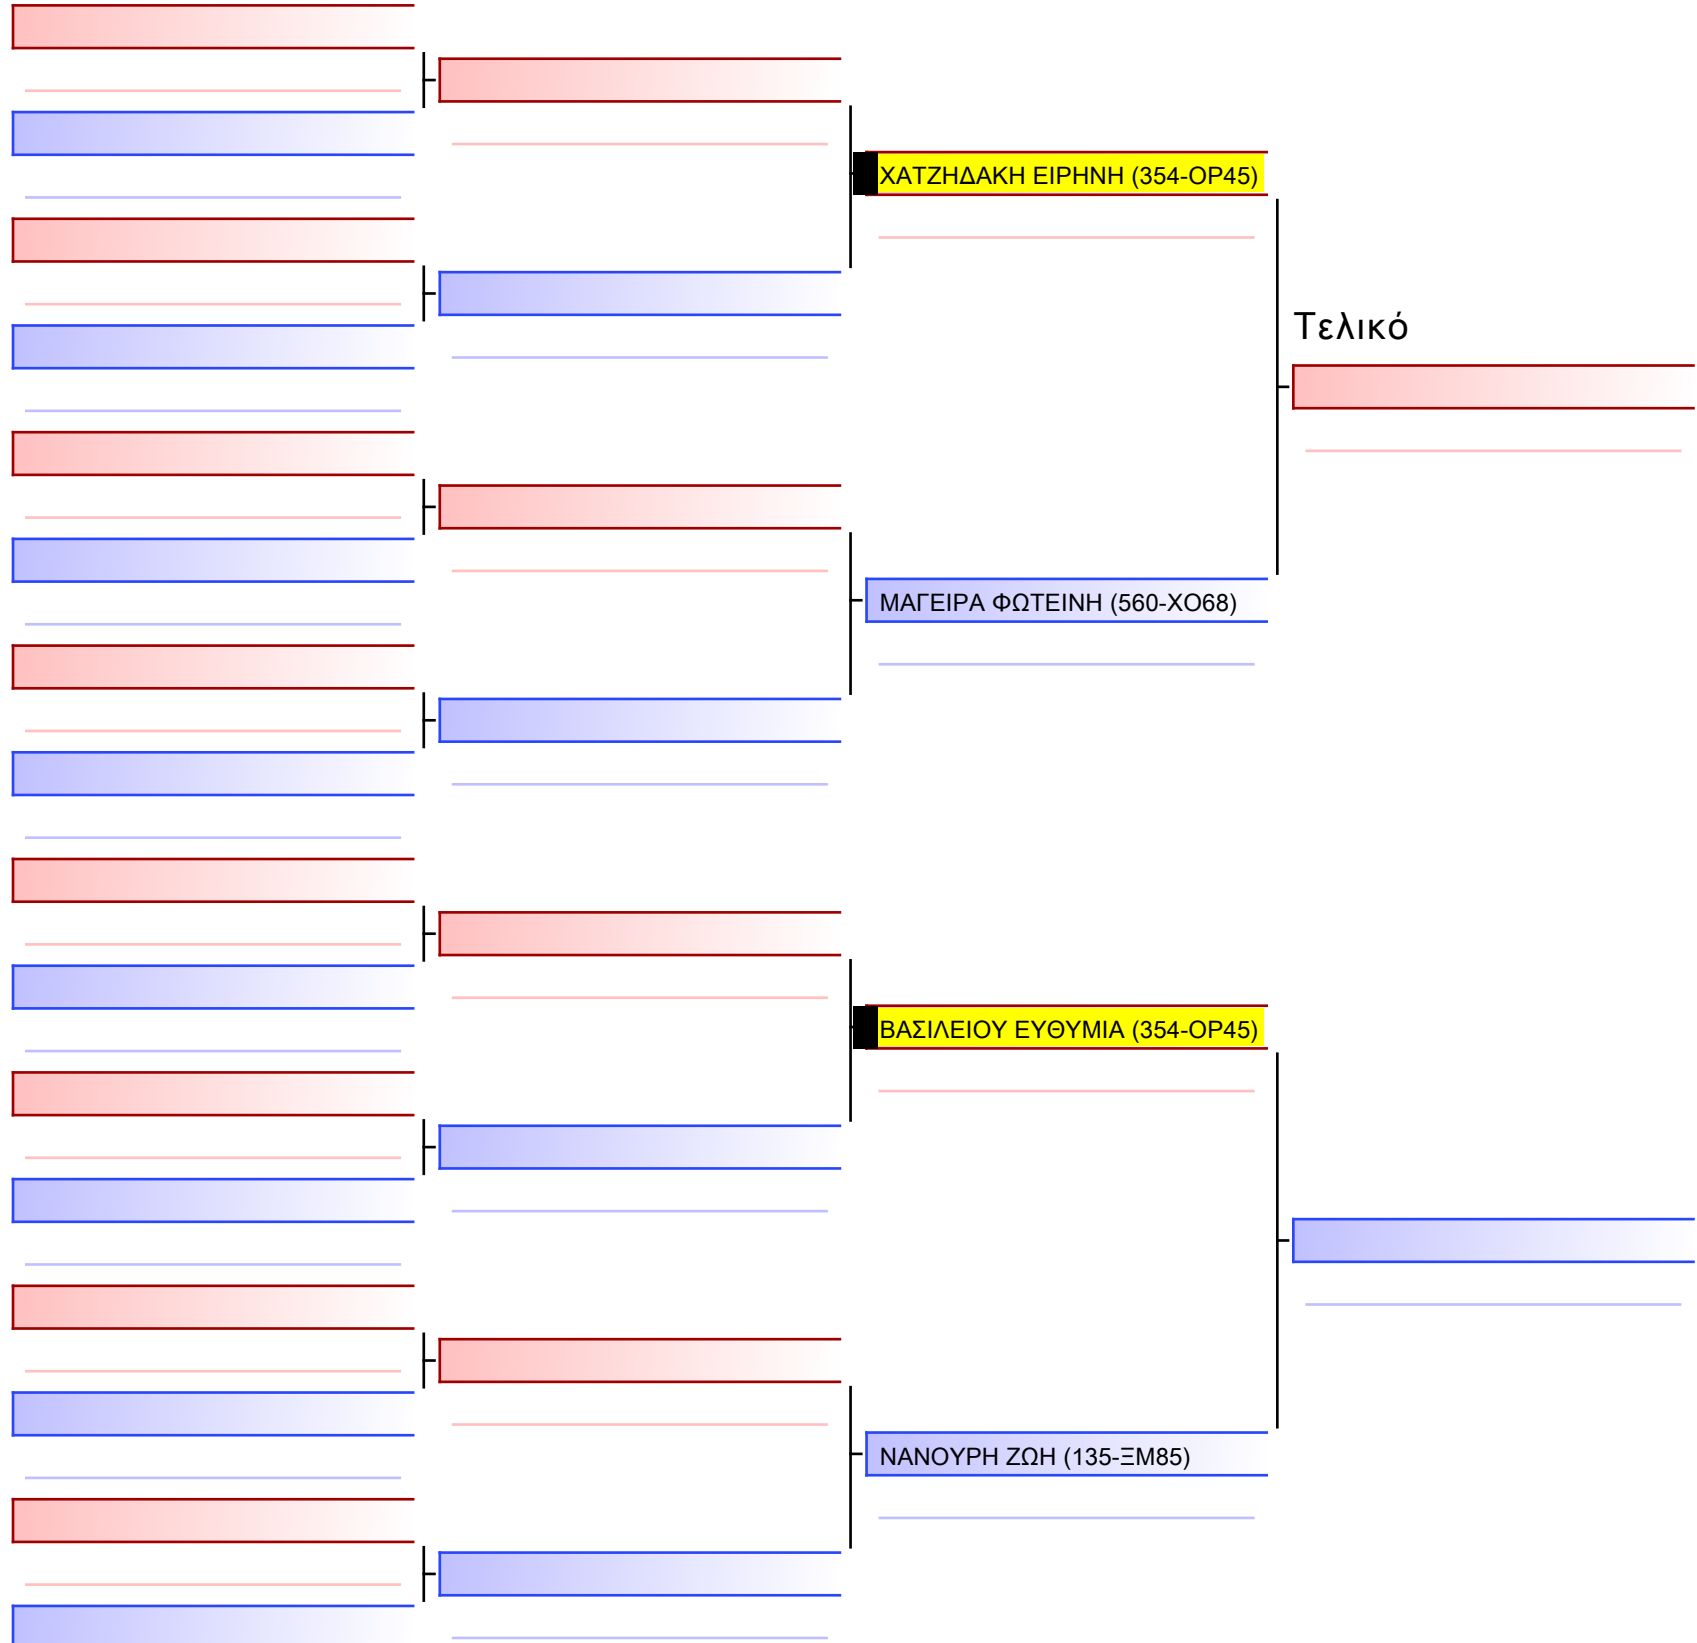 ΧΑΤΖΗΔΑΚΗ ΕΙΡΗΝΗ (354-ΟΡ45)
Τελικό
ΜΑΓΕΙΡΑ ΦΩΤΕΙΝΗ (560-ΧΟ68)
ΒΑΣΙΛΕΙΟΥ ΕΥΘΥΜΙΑ (354-ΟΡ45)
ΝΑΝΟΥΡΗ ΖΩΗ (135-ΞΜ85)